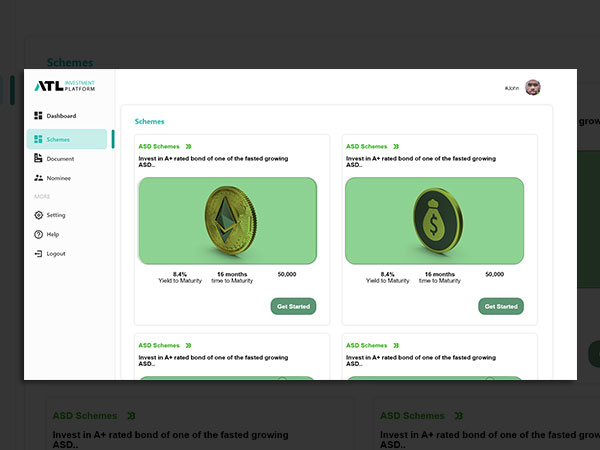 Schemes
ATL INVESTMENT
PLATFORM
Dashboard
Schemes
Document
Nominee
MORE
Setting
Help
Logout
Schemes
ASD Schemes
Invest in A+ rated bond of one of the fasted growing
ASD..
8.4%
Yield to Maturity
16 months
time to Maturity
50,000
Get Started
ASD Schemes
Invest in A+ rated bond of one of the fasted growing
ASD..
8.4%
Yield to Maturity
16 months
time to Maturity
50,000
Get Started
ASD Schemes
Invest in A+ rated bond of one of the fasted growing
ASD..
ASD Schemes
Invest in A+ rated bond of one of the fasted growing
ASD..
ASD Schemes
Invest in A+ rated bond of one of the fasted growing
ASD..
ASD Schemes
Invest in A+ rated bond of one of the fasted growing
ASD..